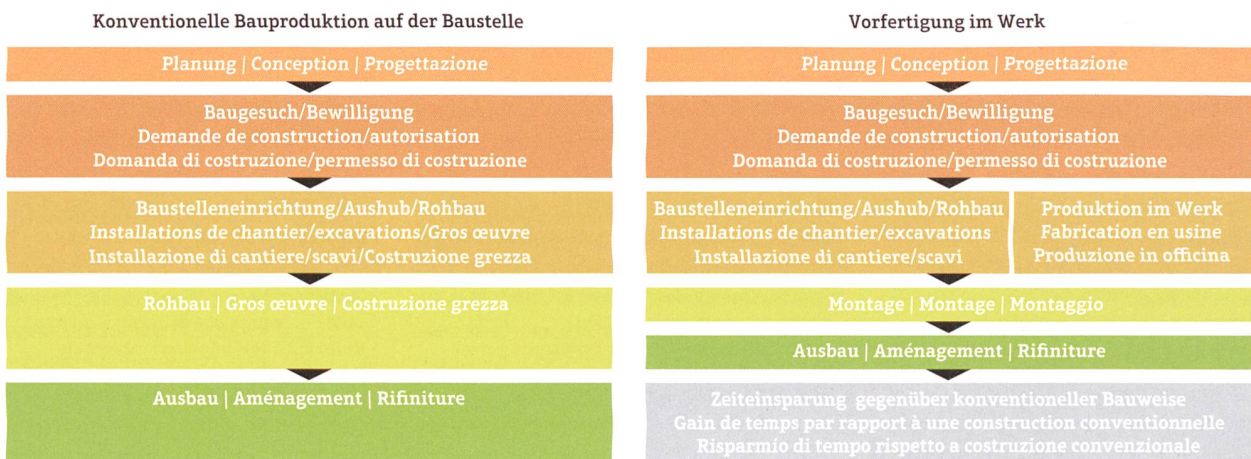 Konventionelle Bauproduktion auf der Baustelle
Planung | Conception | Progettazione
Baugesuch/Bewilligung
Demande de construction/autorisation
Domanda di costruzione/permesso di costruzione
Baustelleneinrichtung/Aushub/Rohbau
Installations de chantier/excavations/Gros œuvre
Installazione di cantiere/scavi/Costruzione grezza
Rohbau | Gros œuvre | Costruzione grezza
Ausbau | Aménagement | Rifiniture
Vorfertigung im Werk
Planung | Conception | Progettazione
Baugesuch/Bewilligung
Demande de construction/autorisation
Domanda di costruzione/permesso di costruzione
Baustelleneinrichtung/Aushub/Rohbau
Installations de chantier/excavations
Installazione di cantiere/scavi
Produktion im Werk
Fabrication en usine
Produzione in officina
Montage | Montage | Montaggio
Ausbau | Aménagement | Rifiniture
Zeiteinsparung gegenüber konventioneller Bauweise
Gain de temps par rapport à une construction conventionnelle
Risparmio di tempo rispetto a costruzione convenzionale